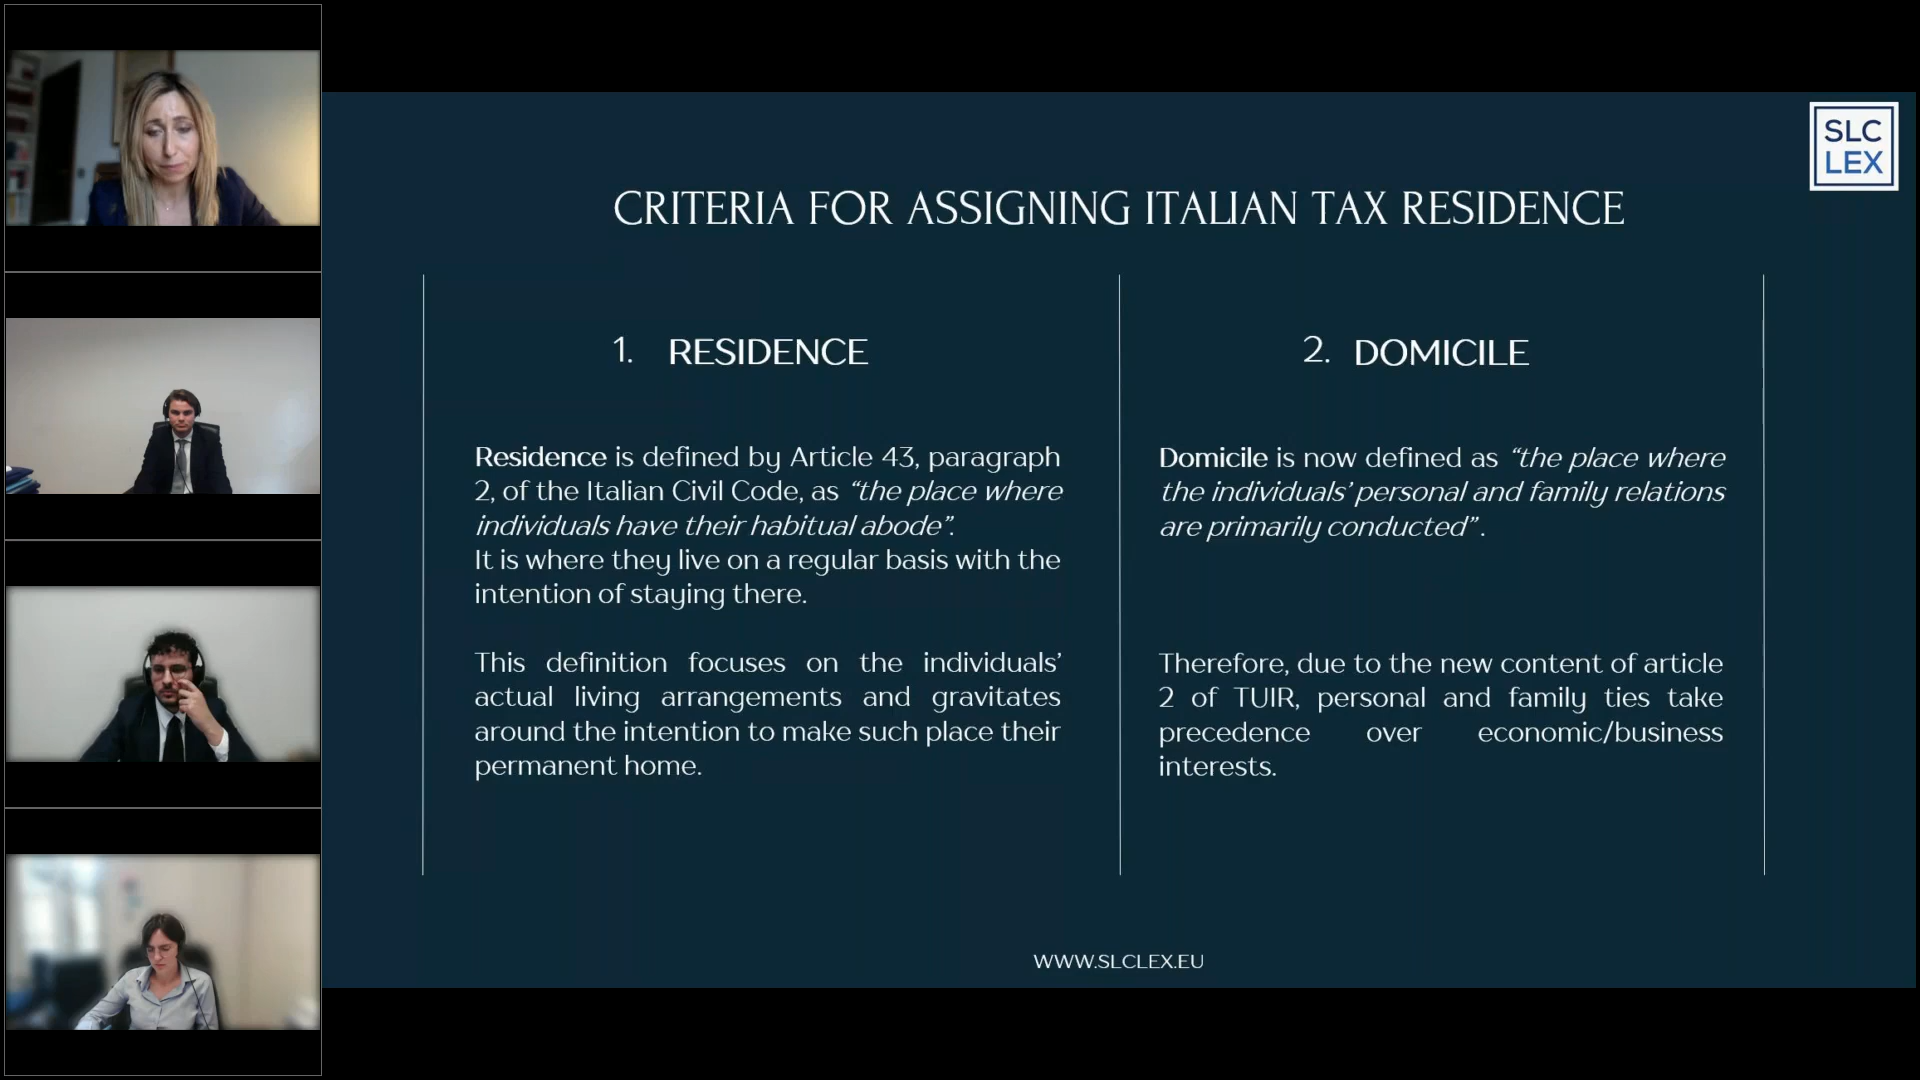 SLC
LEX
CRITERIA FOR ASSIGNING ITALIAN TAX RESIDENCE
1. RESIDENCE
Residence is defined by Article 43, paragraph
2, of the Italian Civil Code, as “the place where
individuals have their habitual abode”.
It is where they live on a regular basis with the
intention of staying there.
This definition focuses on the individuals’
actual living arrangements and gravitates
around the intention to make such place their
permanent home.
2. DOMICILE
Domicile is now defined as “the place where
the individuals’ personal and family relations
are primarily conducted”.
Therefore, due to the new content of article
2 of TUIR, personal and family ties take
precedence over economic/business
interests.
WWW.SLCLEX.EU